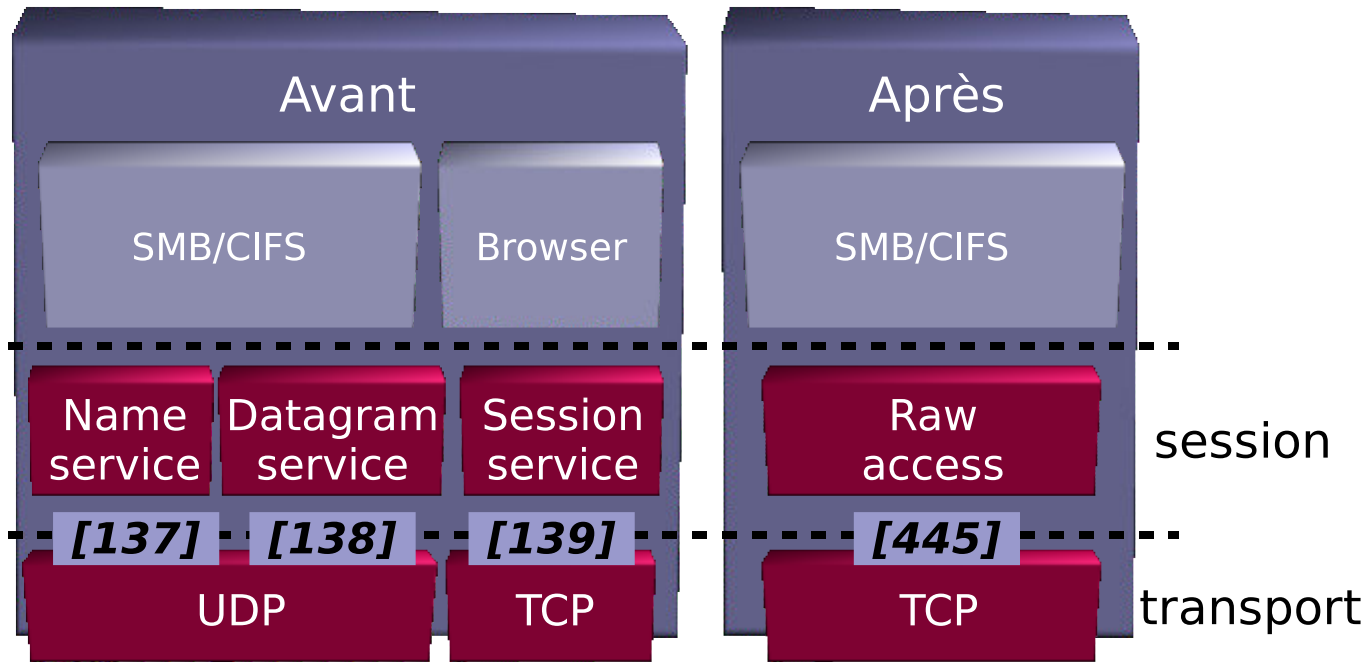 Avant
Après
SMB/CIFS
Browser
SMB/CIFS
Name
service
Datagram
service
Session
service
Raw
access
session
[137]
[138]
[139]
[445]
UDP
TCP
TCP
transport